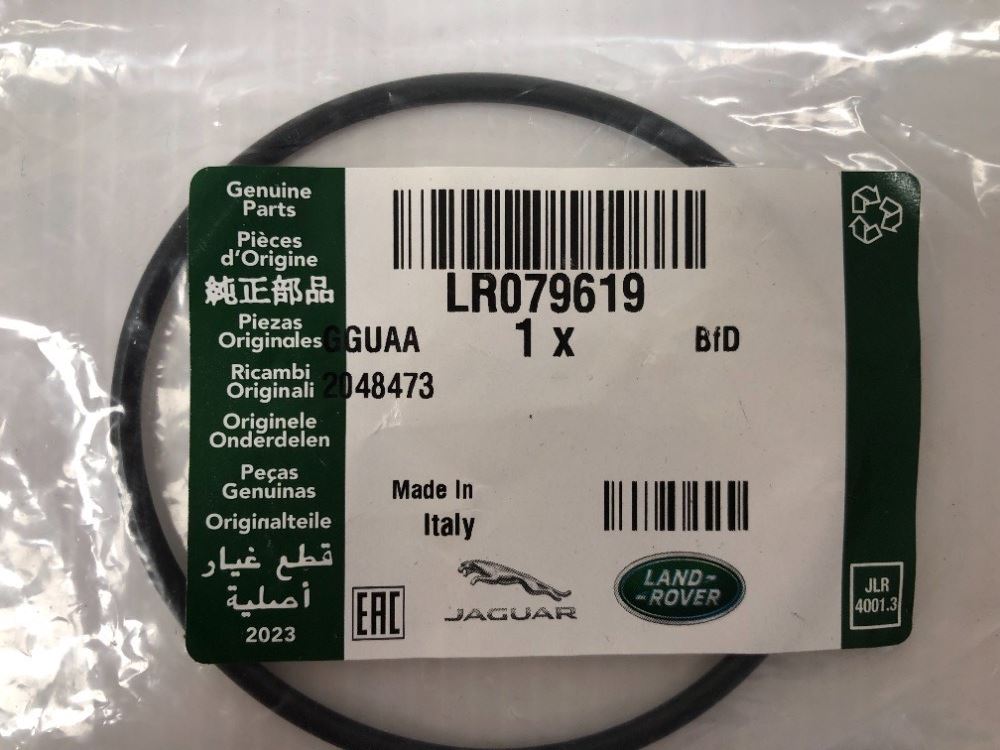 Genuine
Parts
Pièces
d'Origine
純正部品
Piezas
Originales
Ricambi
Originali
Originele
Onderdelen
Peças
Genuinas
Originalteile
قطع غيار
أصلية
2023
LR079619
GGUAA 1 x BfD
2048473
Made In
Italy
EAC
JAGUAR
LAND-
-ROVER
JLR
4001.3